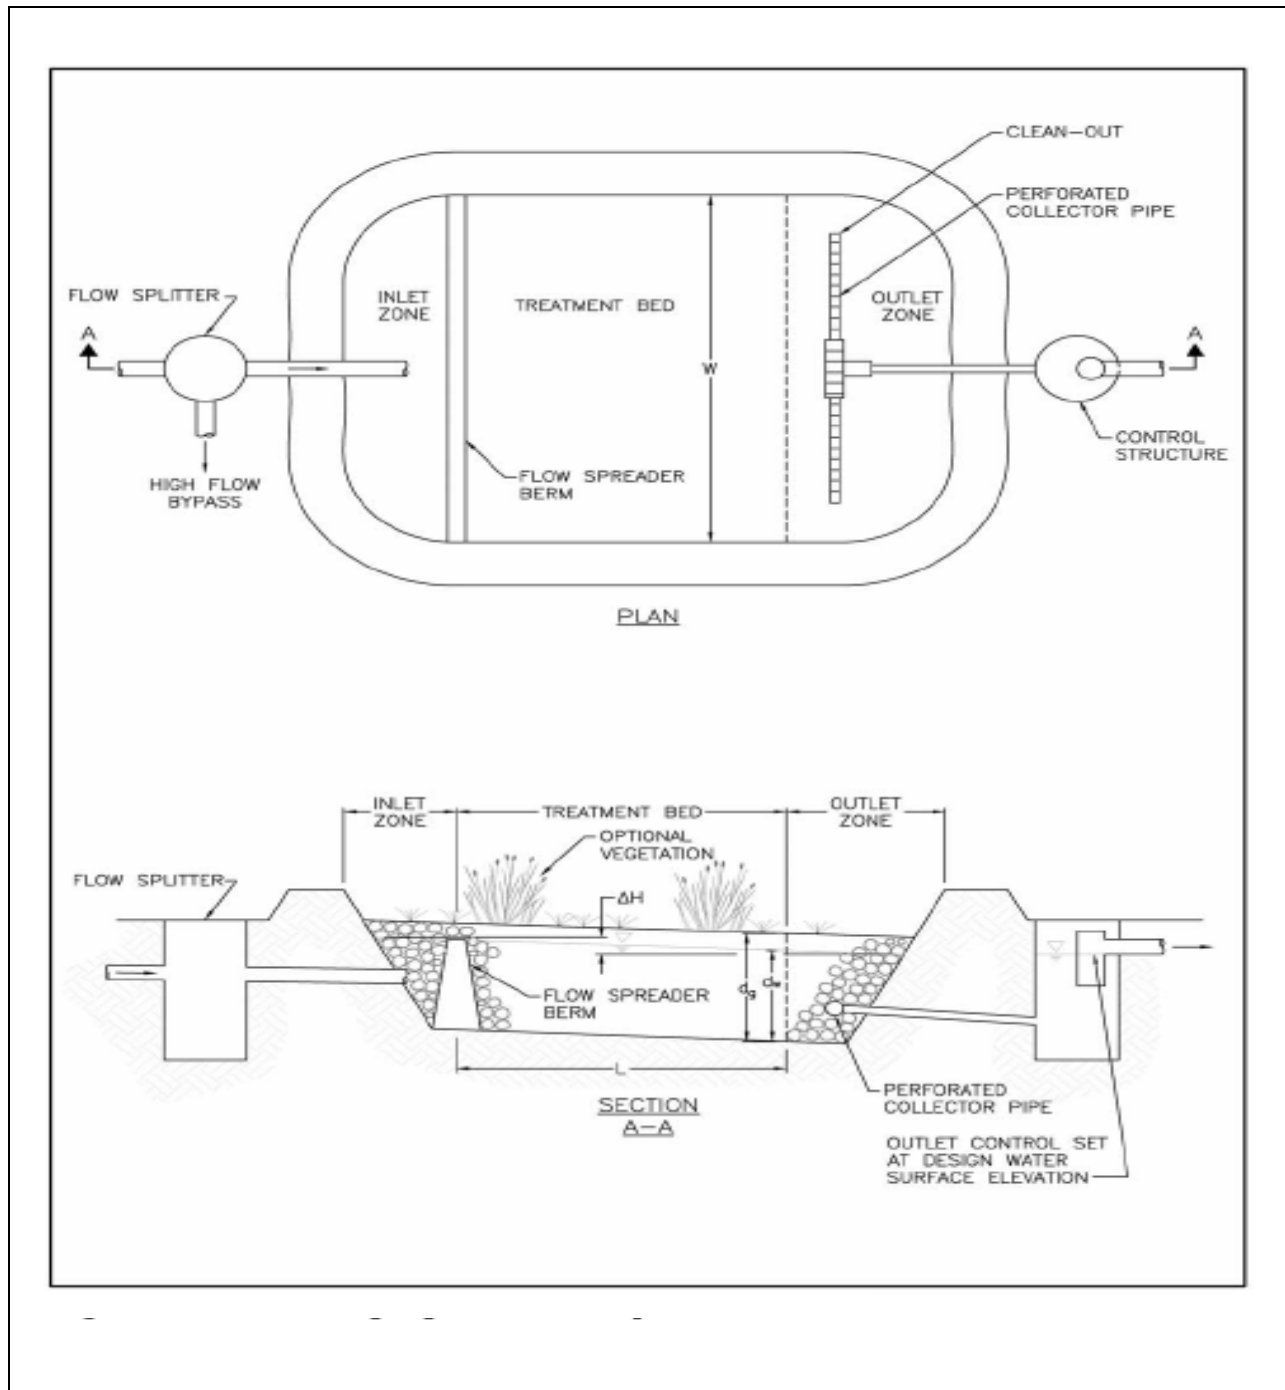 CLEAN-OUT
PERFORATED
COLLECTOR PIPE
FLOW SPLITTER
INLET
ZONE
TREATMENT BED
OUTLET
ZONE
A
A
W
CONTROL
STRUCTURE
FLOW SPREADER
BERM
HIGH FLOW
BYPASS
PLAN
INLET
ZONE
TREATMENT BED
OUTLET
ZONE
OPTIONAL
VEGETATION
FLOW SPLITTER
ΔH
FLOW SPREADER
BERM
dg
dw
L
SECTION
A-A
PERFORATED
COLLECTOR PIPE
OUTLET CONTROL SET
AT DESIGN WATER
SURFACE ELEVATION